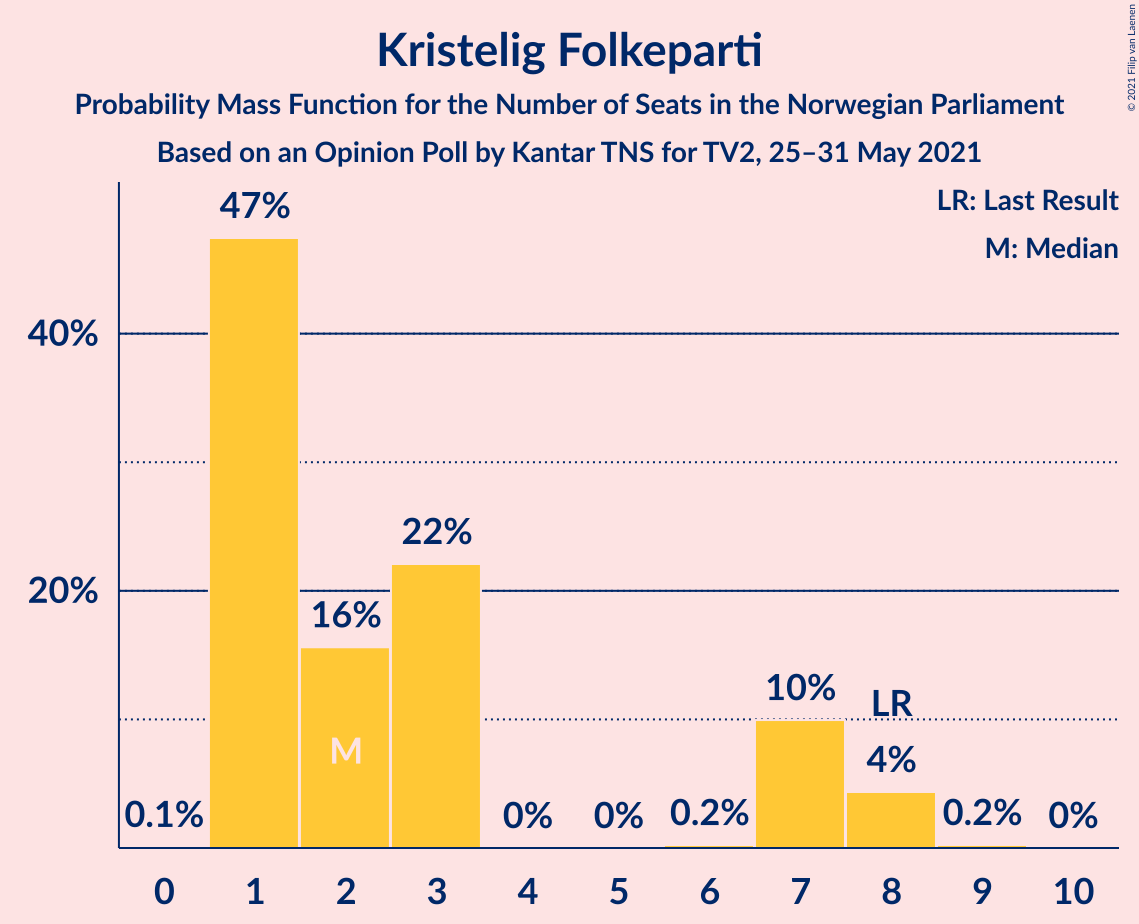 Kristelig Folkeparti
Probability Mass Function for the Number of Seats in the Norwegian Parliament
Based on an Opinion Poll by Kantar TNS for TV2, 25–31 May 2021
© 2021 Filip van Laenen
LR: Last Result
M: Median
47%
40%
22%
20%
16%
10%
LR
M
4%
0.1%
0%
0%
0.2%
0.2%
0%
0 1 2 3 4 5 6 7 8 9 10